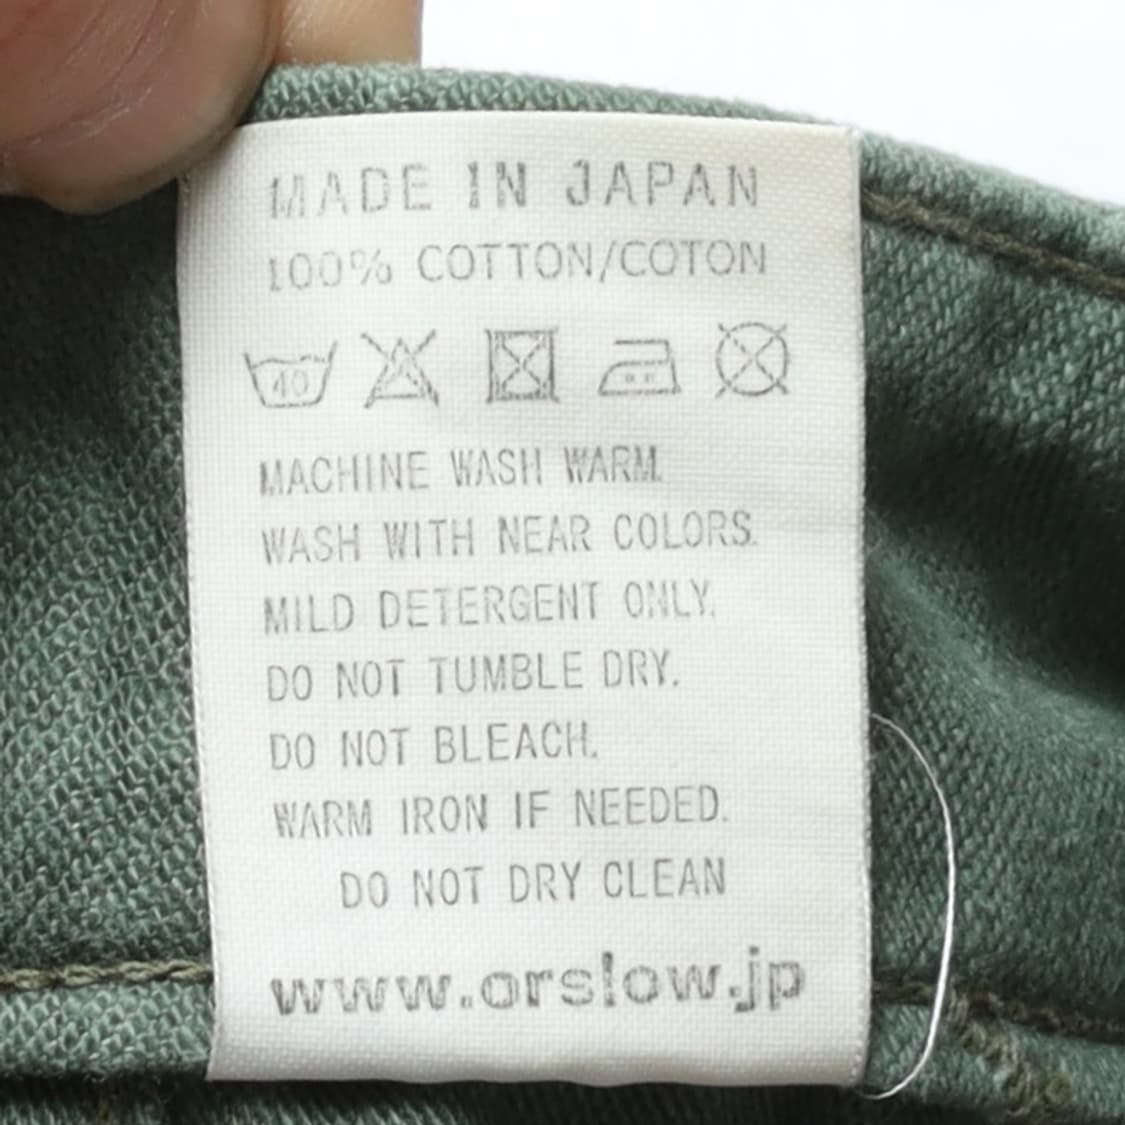 MADE IN JAPAN
100% COTTON/COTON
40
MACHINE WASH WARM.
WASH WITH NEAR COLORS.
MILD DETERGENT ONLY.
DO NOT TUMBLE DRY.
DO NOT BLEACH.
WARM IRON IF NEEDED.
DO NOT DRY CLEAN
www.orslow.jp